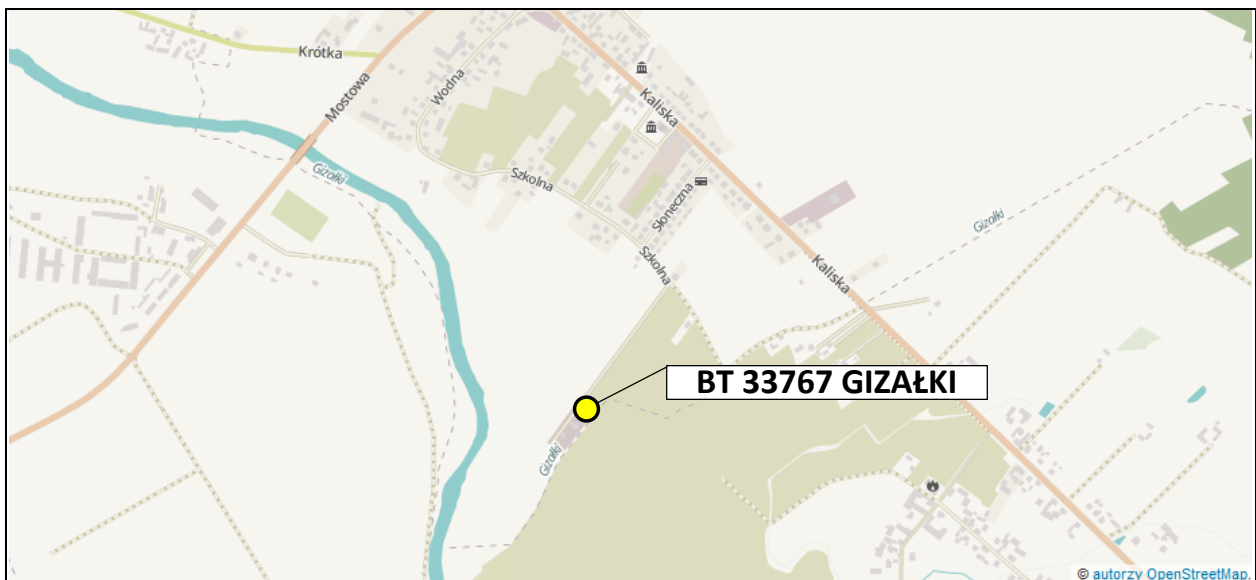 Krótka
Mostowa
Wodna
Kaliska
Gizałki
Szkolna
Słoneczna
Gizałki
Szkolna
Kaliska
BT 33767 GIZAŁKI
Gizałki
© autorzy OpenStreetMap.